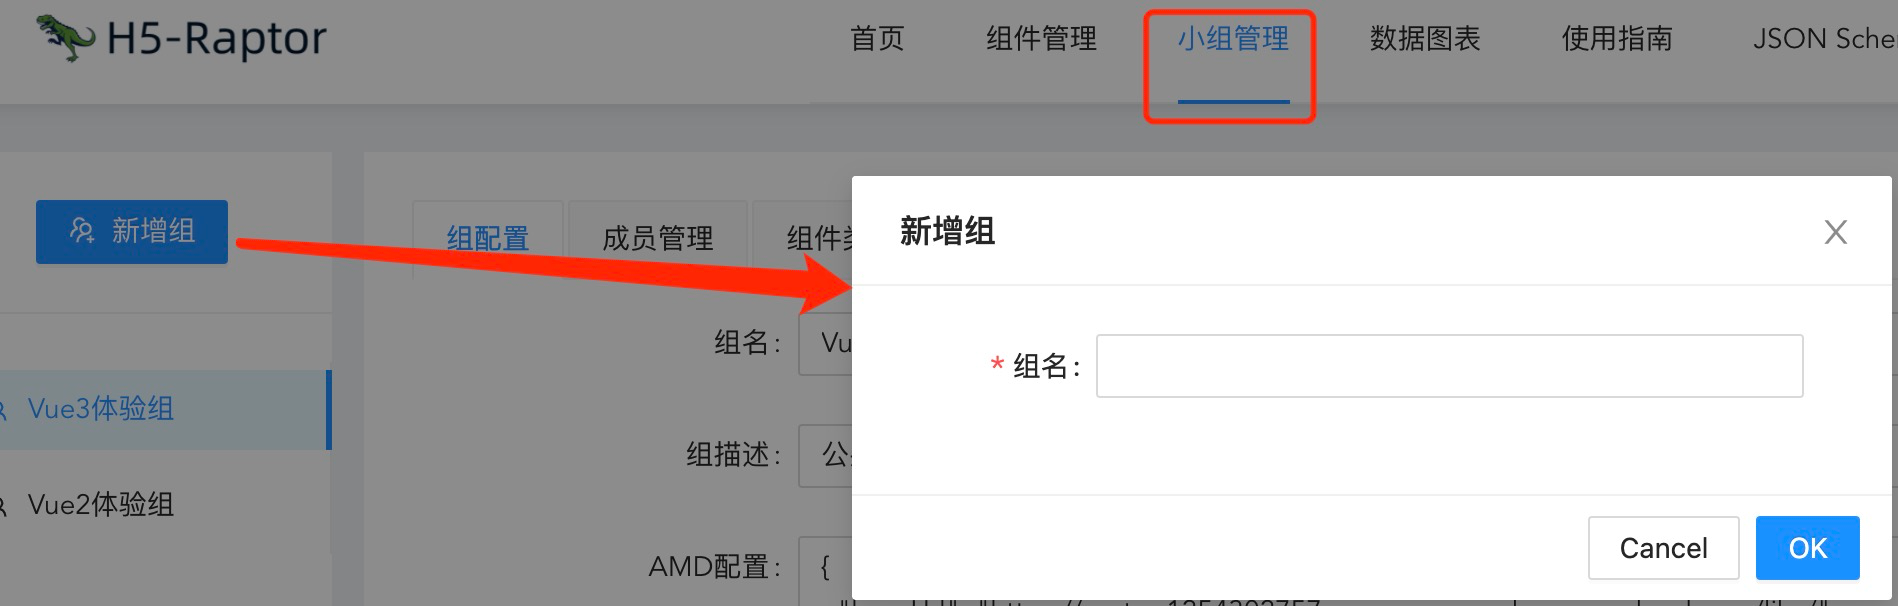 H5-Raptor
首页
组件管理
小组管理
数据图表
使用指南
JSON
新增组
组配置
成员管理
组件
新增组
* 组名:
组名:
Vue3体验组
组描述:
Vue2体验组
Cancel
OK
AMD配置:
{